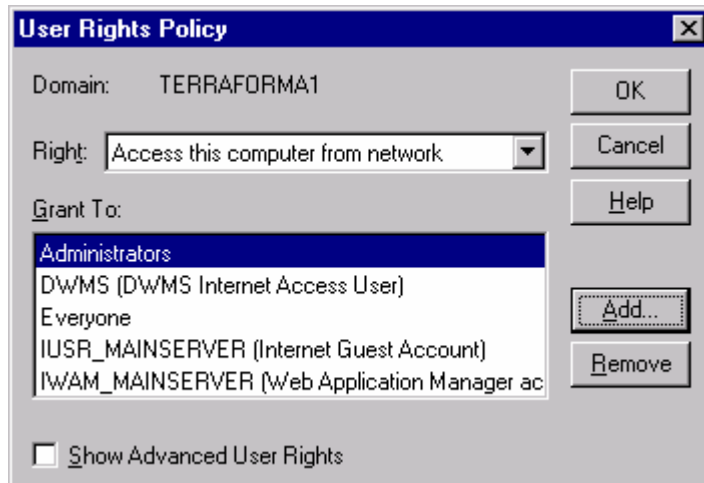 User Rights Policy
Domain: TERRAFORMA1
OK
Right: Access this computer from network
Cancel
Help
Grant To:
Administrators
DWMS (DWMS Internet Access User)
Everyone
IUSR_MAINSERVER (Internet Guest Account)
IWAM_MAINSERVER (Web Application Manager ac
Add...
Remove
Show Advanced User Rights